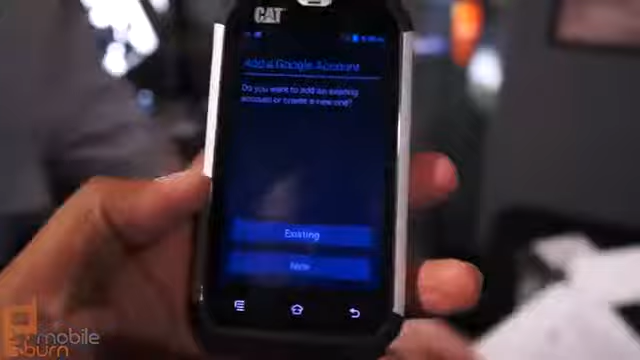 CAT
Add a Google Account
Do you want to add an existing
account or create a new one?
Existing
New
mobile
burn